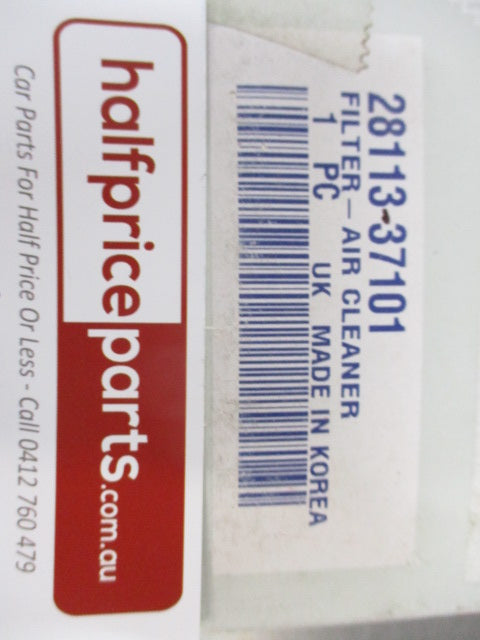 28113-37101
FILTER-AIR CLEANER
1 PC UK MADE IN KOREA
halfpriceparts.com.au
Car Parts For Half Price Or Less - Call 0412 760 479